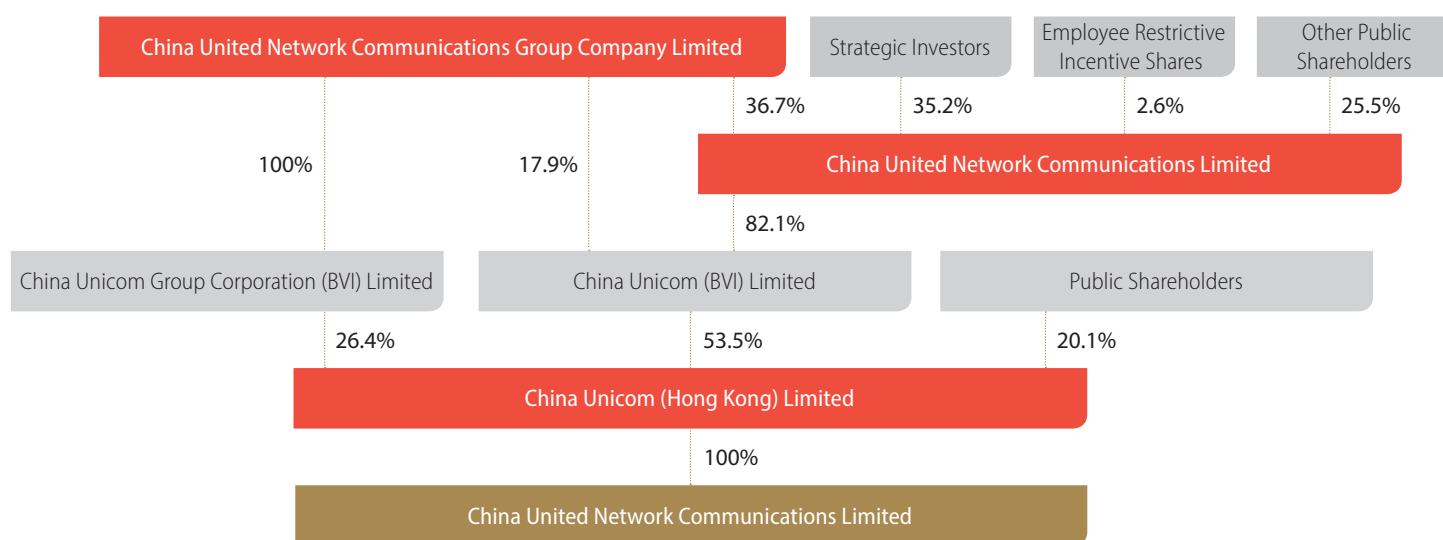 China United Network Communications Group Company Limited
Strategic Investors
Employee Restrictive
Incentive Shares
Other Public
Shareholders
36.7%
35.2%
2.6%
25.5%
100%
17.9%
China United Network Communications Limited
82.1%
China Unicom Group Corporation (BVI) Limited
China Unicom (BVI) Limited
Public Shareholders
26.4%
53.5%
20.1%
China Unicom (Hong Kong) Limited
100%
China United Network Communications Limited